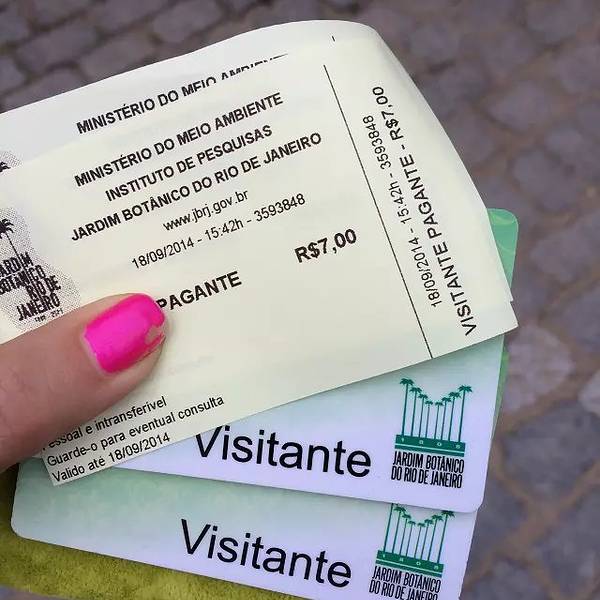 MINISTÉRIO DO MEIO AMBIENTE
MINISTÉRIO DO MEIO AMBIENTE
INSTITUTO DE PESQUISAS
JARDIM BOTÂNICO DO RIO DE JANEIRO
www.jbrj.gov.br
18/09/2014 - 15:42h - 3593848
R$7,00
PAGANTE
JARDIM
BOTÂNICO
RIO DE
JANEIRO
essoal e intransferível
Guarde-o para eventual consulta
Valido até 18/09/2014
18/09/2014 - 15:42h - 3593848
VISITANTE PAGANTE - R$7,00
Visitante
1808
JARDIM BOTÂNICO
DO RIO DE JANEIRO
Visitante
1808
JARDIM BOTÂNICO
DO RIO DE JANEIRO